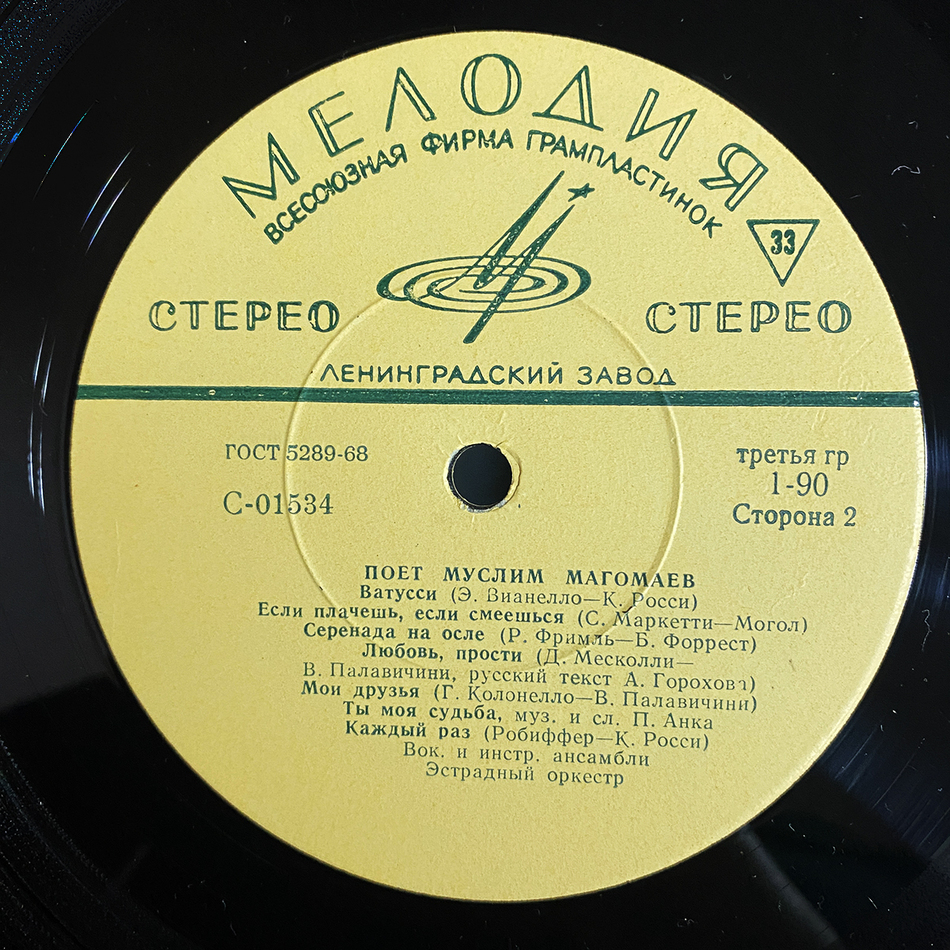 МЕЛОДИЯ
ВСЕСОЮЗНАЯ ФИРМА ГРАМПЛАСТИНОК
33
СТЕРЕО
СТЕРЕО
ЛЕНИНГРАДСКИЙ ЗАВОД
ГОСТ 5289-68
третья гр
1-90
С-01534
Сторона 2
ПОЕТ МУСЛИМ МАГОМАЕВ
Ватусси (Э. Вианелло—К. Росси)
Если плачешь, если смеешься (С. Маркетти—Могол)
Серенада на осле (Р. Фримль—Б. Форрест)
Любовь, прости (Д. Месколли—
В. Палавичини, русский текст А. Горохова)
Мои друзья (Г. Колонелло—В. Палавичини)
Ты моя судьба, муз. и сл. П. Анка
Каждый раз (Робиффер—К. Росси)
Вок. и инстр. ансамбли
Эстрадный оркестр